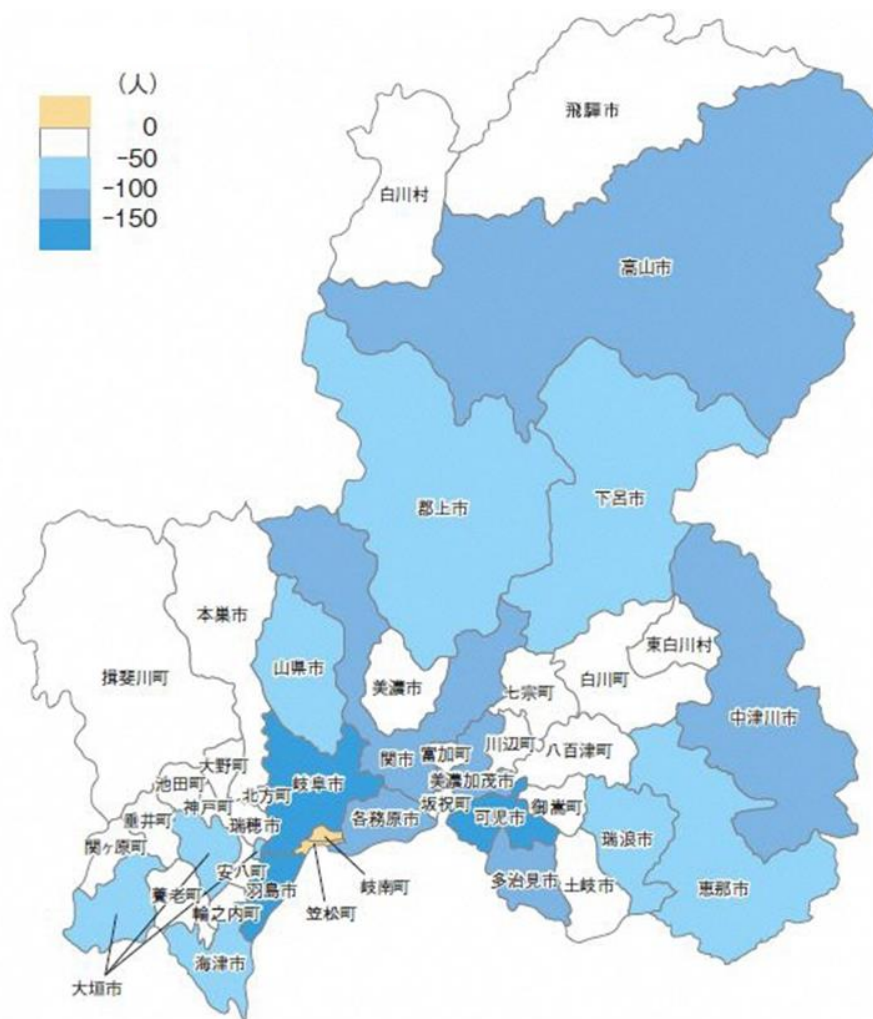 (人)
0
-50
-100
-150
飛騨市
白川村
高山市
郡上市
下呂市
本巣市
東白川村
山県市
揖斐川町
美濃市
七宗町
白川町
中津川市
大野町
関市
富加町
川辺町
八百津町
池田町
岐阜市
美濃加茂市
北方町
神戸町
坂祝町
御嵩町
垂井町
瑞穂市
各務原市
可児市
瑞浪市
関ヶ原町
安八町
養老町
羽島市
岐南町
多治見市
土岐市
恵那市
輪之内町
笠松町
海津市
大垣市